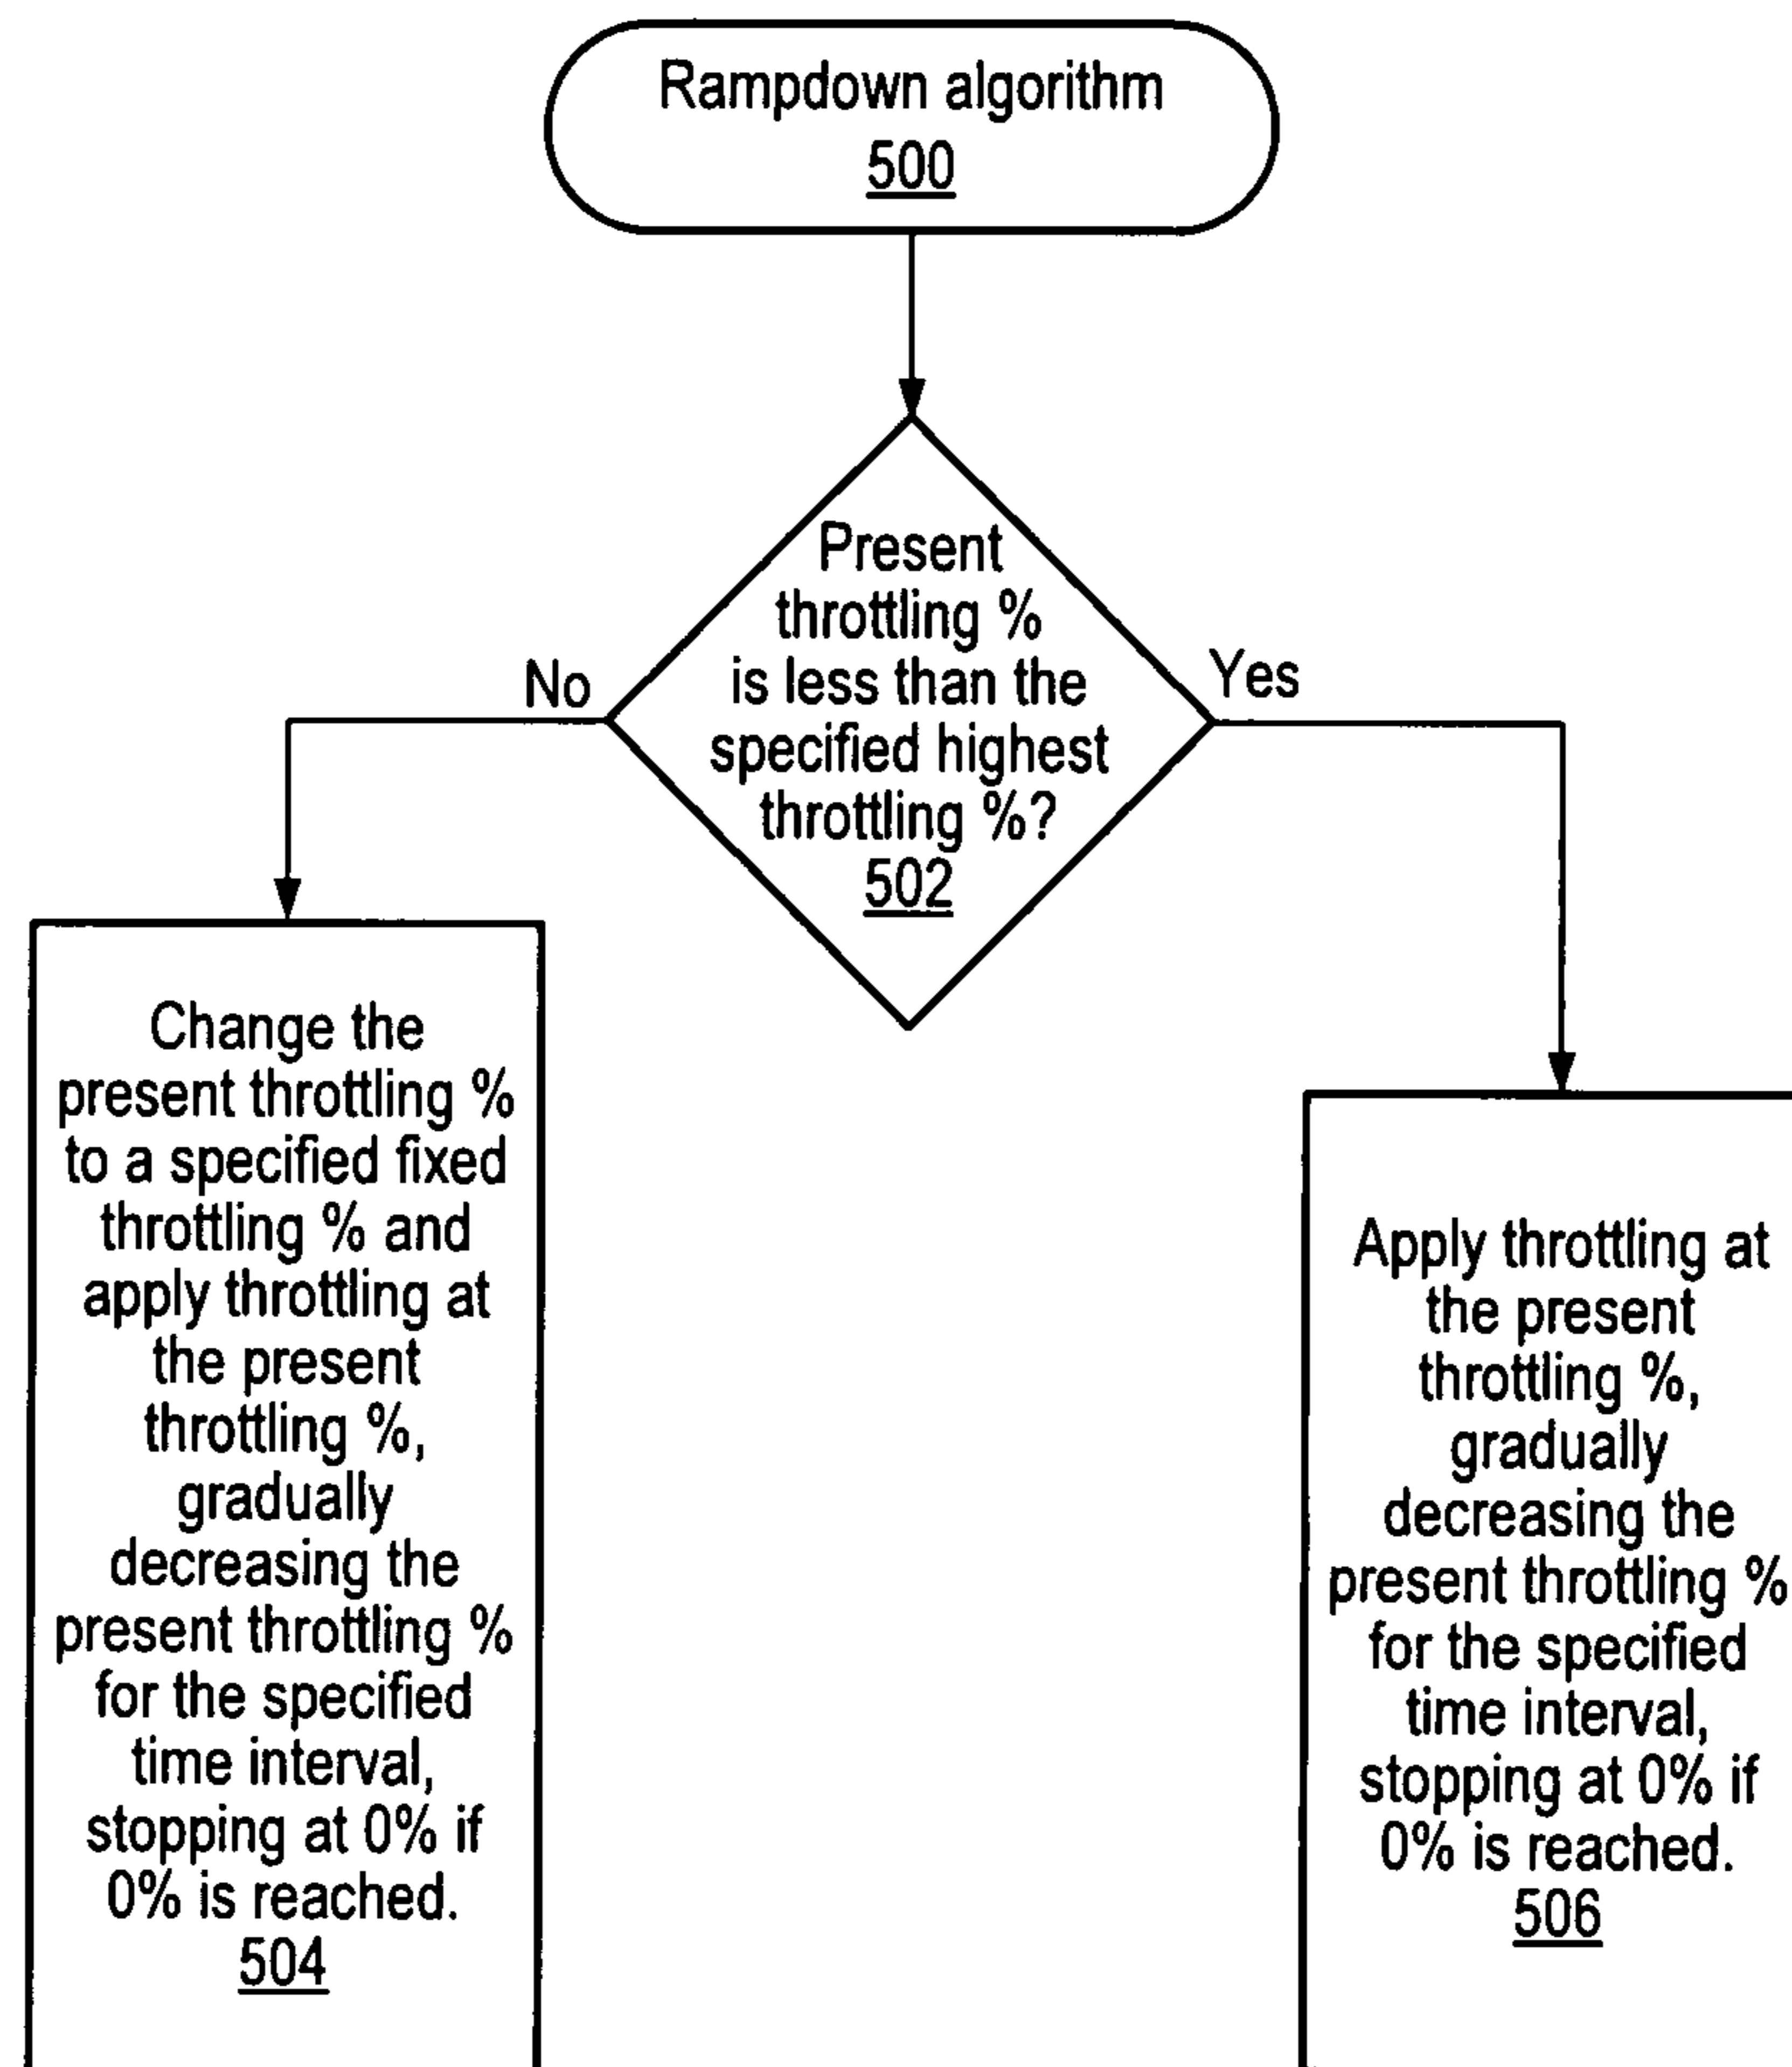 Rampdown algorithm
500
Present
throttling %
is less than the
specified highest
throttling %?
502
No
Yes
Change the
present throttling %
to a specified fixed
throttling % and
apply throttling at
the present
throttling %,
gradually
decreasing the
present throttling %
for the specified
time interval,
stopping at 0% if
0% is reached.
504
Apply throttling at
the present
throttling %,
gradually
decreasing the
present throttling %
for the specified
time interval,
stopping at 0% if
0% is reached.
506